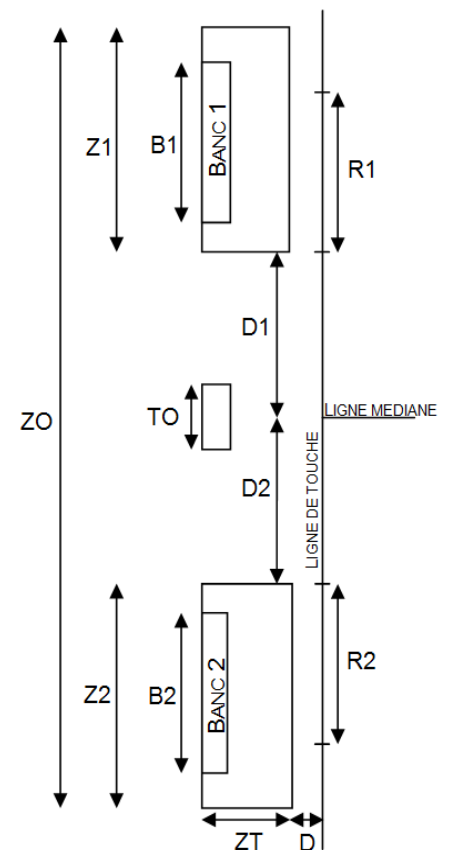 Z1
B1
BANC 1
R1
D1
ZO
TO
LIGNE MEDIANE
D2
LIGNE DE TOUCHE
Z2
B2
BANC 2
R2
ZT
D